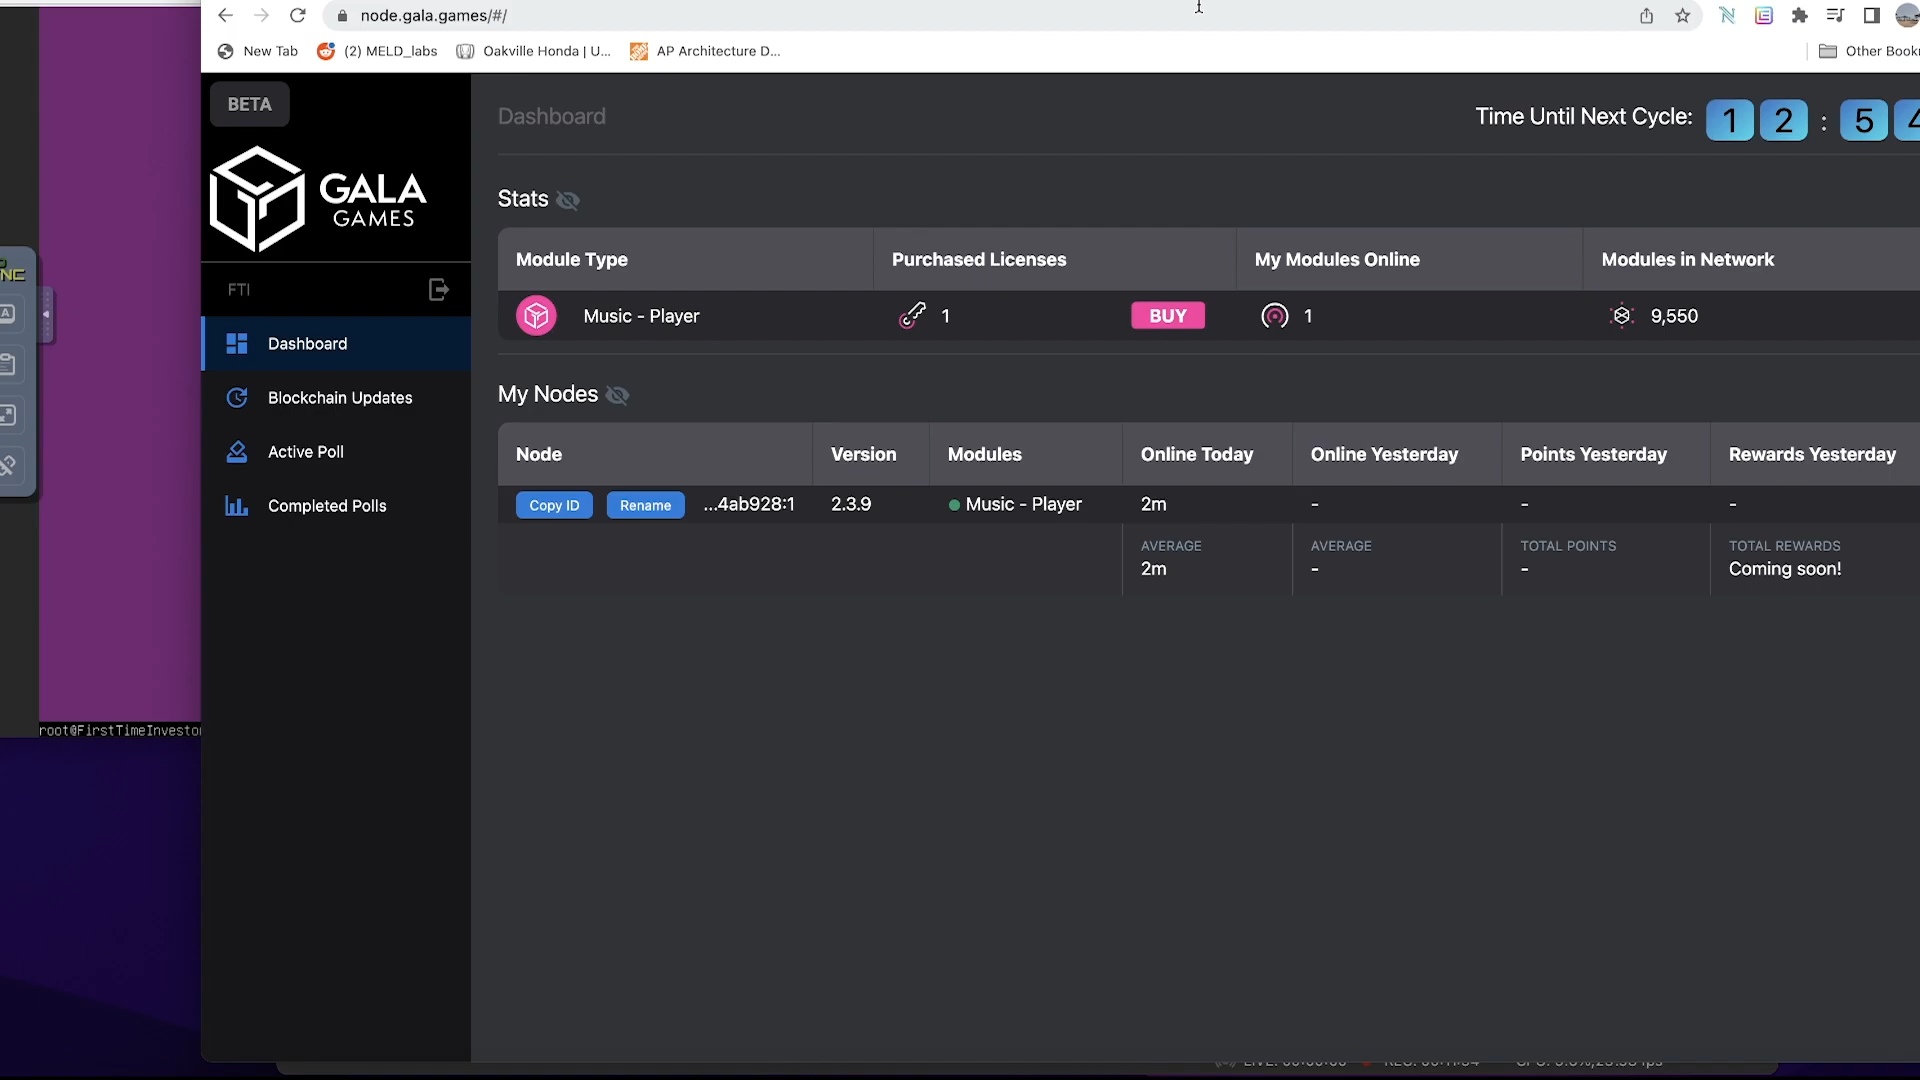 node.gala.games/#/
New Tab
(2) MELD_labs
Oakville Honda | U...
AP Architecture D...
Other Book
BETA
GALA
GAMES
FTI
Dashboard
Blockchain Updates
Active Poll
Completed Polls
Dashboard
Time Until Next Cycle: 1 2 : 5 4
Stats
Module Type Purchased Licenses My Modules Online Modules in Network
Music - Player 1 BUY 1 9,550
My Nodes
Node Version Modules Online Today Online Yesterday Points Yesterday Rewards Yesterday
Copy ID Rename ...4ab928:1 2.3.9 Music - Player 2m - - -
AVERAGE AVERAGE TOTAL POINTS TOTAL REWARDS
2m - - Coming soon!
NC
A
root@FirstTimeInvesto